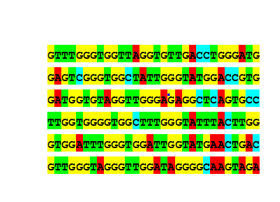 GTTTGGGTGGTTAGGTGTTGACCTGGGATG
GAGTCGGGTGGCTATTGGGTATGGACCGTG
GATGGTGTAGGTTGGGAGAGGCTCAGTGCC
TTGGTGGGGTGGCTTTGGGTATTTACTTGG
GTGGATTTGGGTGGATTGGTATGAACTGAC
GTTGGGTAGGGTTGGATAGGGGCAAGTAGA